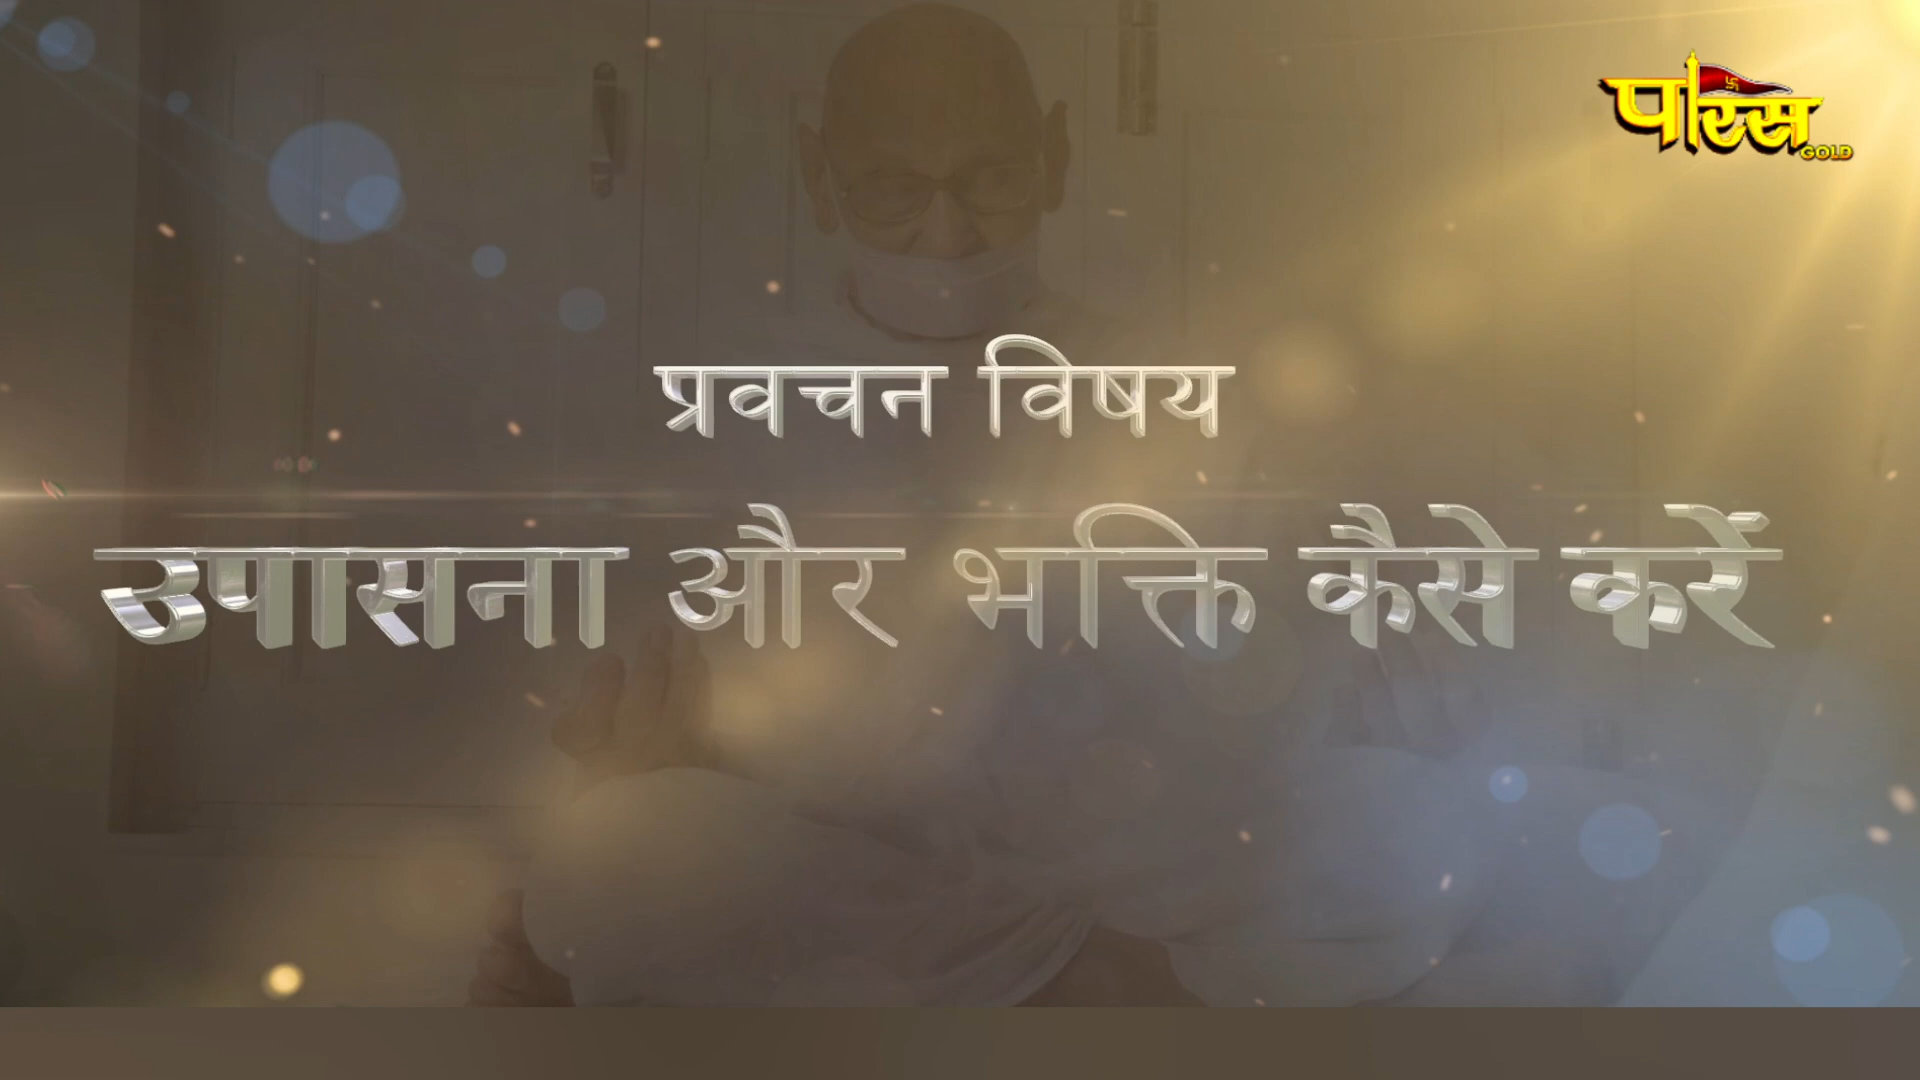 पारस
GOLD
प्रवचन विषय
उपासना और भक्ति कैसे करें